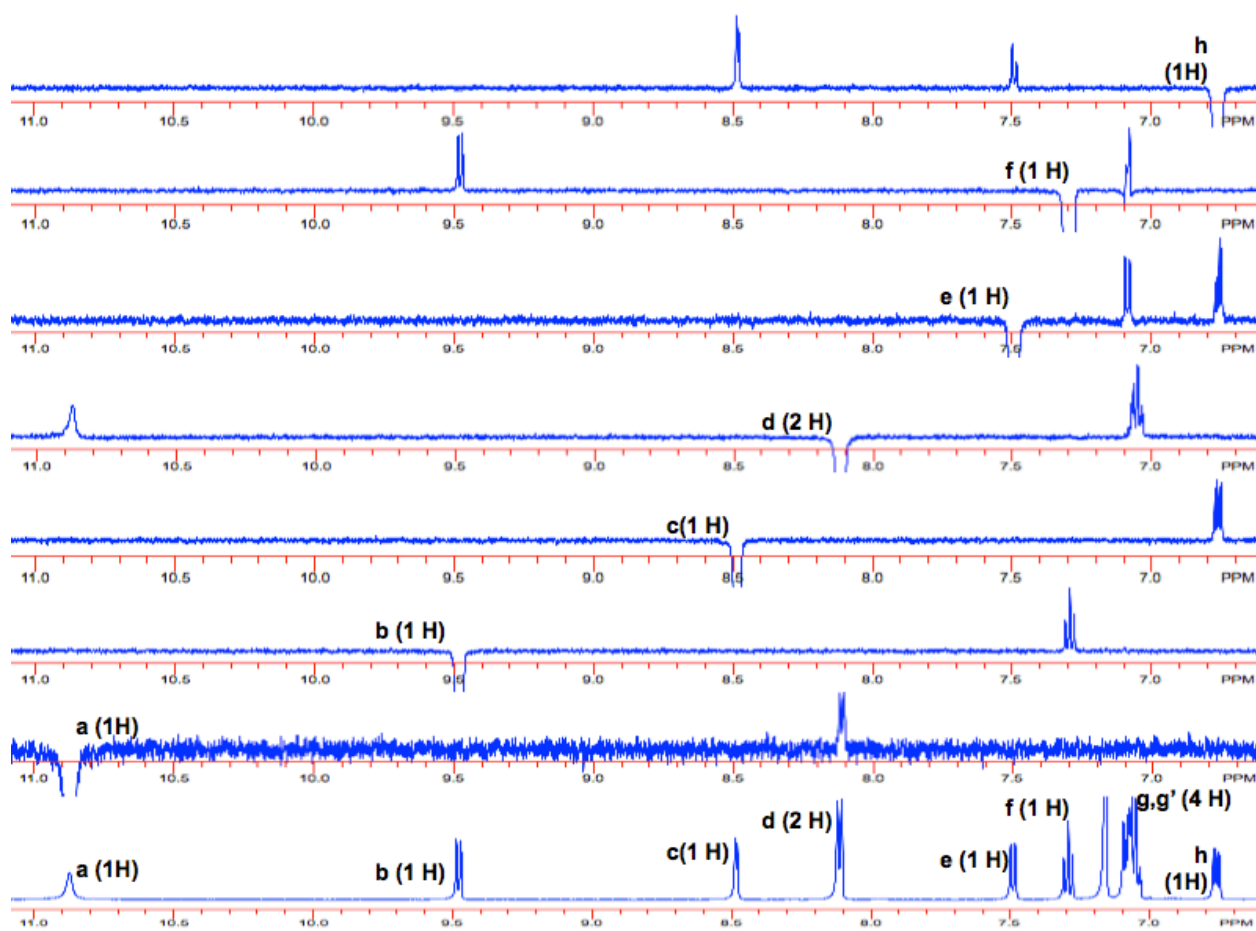 h
(1H)
11.0 10.5 10.0 9.5 9.0 8.5 8.0 7.5 7.0 PPM
f (1 H)
11.0 10.5 10.0 9.5 9.0 8.5 8.0 7.5 7.0 PPM
e (1 H)
11.0 10.5 10.0 9.5 9.0 8.5 8.0 7.5 7.0 PPM
d (2 H)
11.0 10.5 10.0 9.5 9.0 8.5 8.0 7.5 7.0 PPM
c(1 H)
11.0 10.5 10.0 9.5 9.0 8.5 8.0 7.5 7.0 PPM
b (1 H)
11.0 10.5 10.0 9.5 9.0 8.5 8.0 7.5 7.0 PPM
a (1H)
11.0 10.5 10.0 9.5 9.0 8.5 8.0 7.5 7.0 PPM
a (1H) b (1 H) c(1 H) d (2 H) e (1 H) f (1 H) g,g' (4 H) h
(1H)
11.0 10.5 10.0 9.5 9.0 8.5 8.0 7.5 7.0 PPM